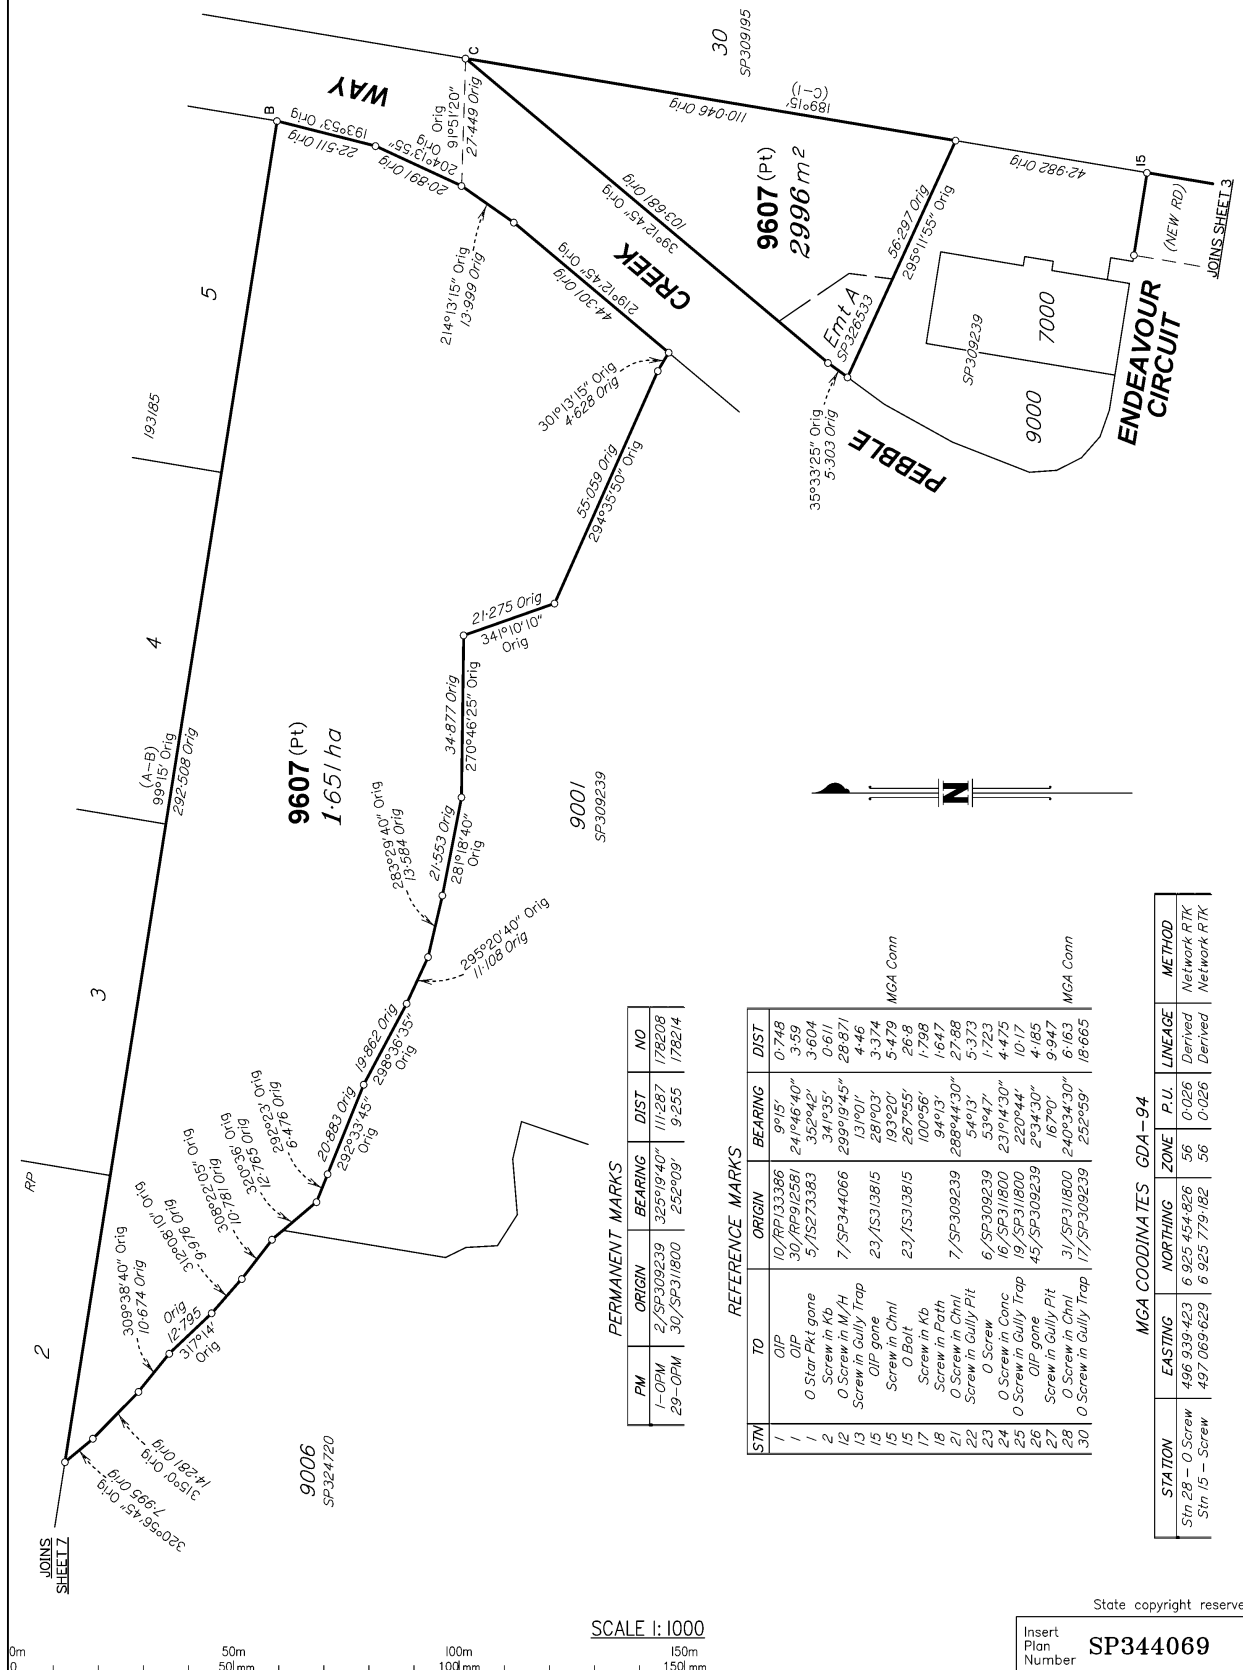 30
SP309195
WAY
B
C
193°53' Orig
22·511 Orig
204°13'55" Orig
20·891 Orig
91°51'20" Orig
27·449 Orig
189°15' (C-1)
110·046 Orig
5
193185
214°13'15" Orig
13·999 Orig
219°12'45" Orig
44·301 Orig
CREEK
103·681 Orig
39°12'45" Orig
9607 (Pt)
2996 m²
56·297 Orig
295°11'55" Orig
42·982 Orig
15
1 (NEW RD)
JOINS SHEET 3
Emt A
SP326533
SP309239
7000
9000
ENDEAVOUR
CIRCUIT
35°33'25" Orig
5·303 Orig
PEBBLE
301°13'15" Orig
4·628 Orig
55·059 Orig
294°35'50" Orig
21·275 Orig
341°10'10"
Orig
4
34·877 Orig
270°46'25" Orig
(A-B)
99°15' Orig
292·508 Orig
9607 (Pt)
1·651 ha
9001
SP309239
N
283°29'40" Orig
13·584 Orig
21·553 Orig
281°18'40"
Orig
295°20'40" Orig
11·108 Orig
3
19·862 Orig
298°36'35"
Orig
20·883 Orig
292°33'45"
Orig
292°23' Orig
6·476 Orig
320°36' Orig
12·765 Orig
308°22'05" Orig
10·781 Orig
312°08'10" Orig
9·976 Orig
RP
309°38'40" Orig
10·674 Orig
Orig
12·795
317°14'
Orig
2
315°0' Orig
14·281 Orig
320°56'45" Orig
7·995 Orig
9006
SP324720
JOINS
SHEET 7
PERMANENT MARKS
PM ORIGIN BEARING DIST NO
1-OPM 2/SP309239 325°19'40" 111·287 178208
29-OPM 30/SP311800 252°09' 9·255 178214
REFERENCE MARKS
STN TO ORIGIN BEARING DIST
1 OIP 10/RP133386 9°15' 0·748
1 OIP 30/RP912581 241°46'40" 3·59
1 O Star Pkt gone 5/IS273383 352°42' 3·604
2 Screw in Kb 341°35' 0·611
12 O Screw in M/H 7/SP344066 299°19'45" 28·871
13 Screw in Gully Trap 131°01' 4·46
15 OIP gone 23/IS313815 281°03' 3·374
15 Screw in Chnl 193°20' 5·479 MGA Conn
15 O Bolt 23/IS313815 267°55' 26·8
17 Screw in Kb 100°56' 1·798
18 Screw in Path 94°13' 1·647
21 O Screw in Chnl 7/SP309239 288°44'30" 27·88
22 Screw in Gully Pit 54°13' 5·373
23 O Screw 6/SP309239 53°47' 1·723
24 O Screw in Conc 16/SP311800 231°14'30" 4·475
25 O Screw in Gully Trap 19/SP311800 220°44' 10·17
26 OIP gone 45/SP309239 2°34'30" 4·185
27 Screw in Gully Pit 167°0' 9·947
28 O Screw in Chnl 31/SP311800 240°34'30" 6·163 MGA Conn
30 O Screw in Gully Trap 17/SP309239 252°59' 18·665
MGA COODINATES GDA-94
STATION EASTING NORTHING ZONE P.U. LINEAGE METHOD
Stn 28 - O Screw 496 939·423 6 925 454·826 56 0·026 Derived Network RTK
Stn 15 - Screw 497 069·629 6 925 779·182 56 0·026 Derived Network RTK
SCALE 1:1000
0m 50m 100m 150m
50mm 100mm 150mm
State copyright reserve
Insert
Plan
Number SP344069